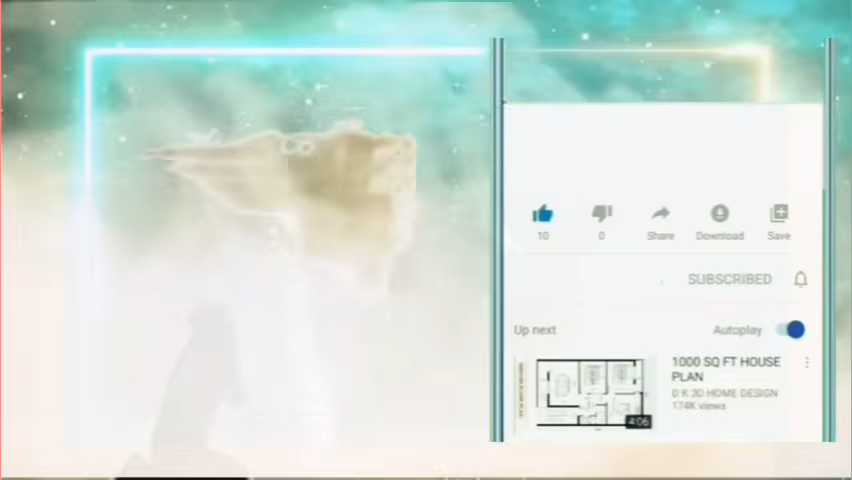 10
0
Share
Download
Save
SUBSCRIBED
Up next
Autoplay
1000 SQ FT HOUSE
PLAN
D K 3D HOME DESIGN
174K views
4:06